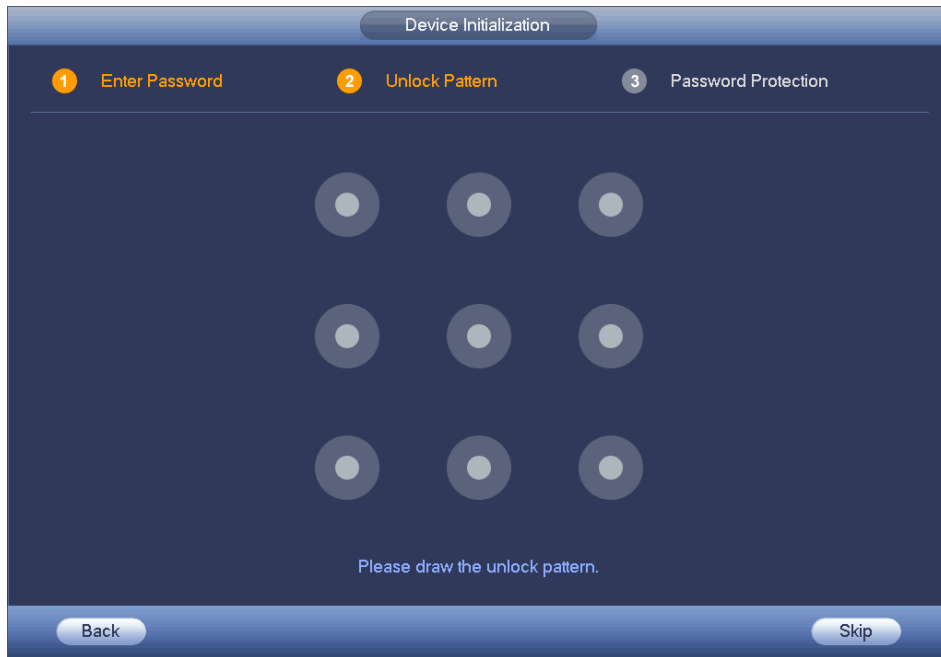 Device Initialization
1 Enter Password 2 Unlock Pattern 3 Password Protection
Please draw the unlock pattern.
Back Skip